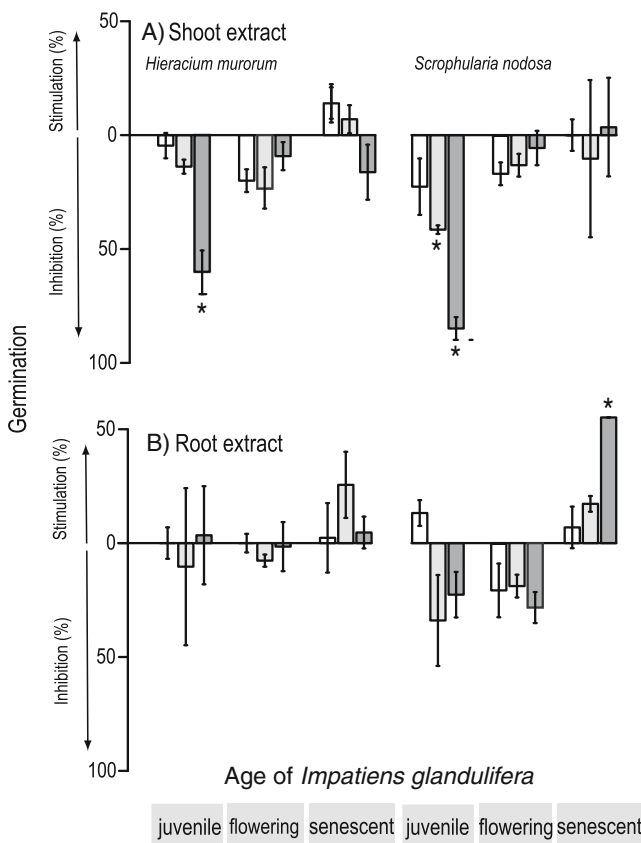 50
A) Shoot extract
Hieracium murorum
Scrophularia nodosa
Stimulation (%)
0
Inhibition (%)
50
*
*
*
-
100
Germination
50
B) Root extract
*
Stimulation (%)
0
Inhibition (%)
50
100
Age of Impatiens glandulifera
juvenile flowering senescent juvenile flowering senescent